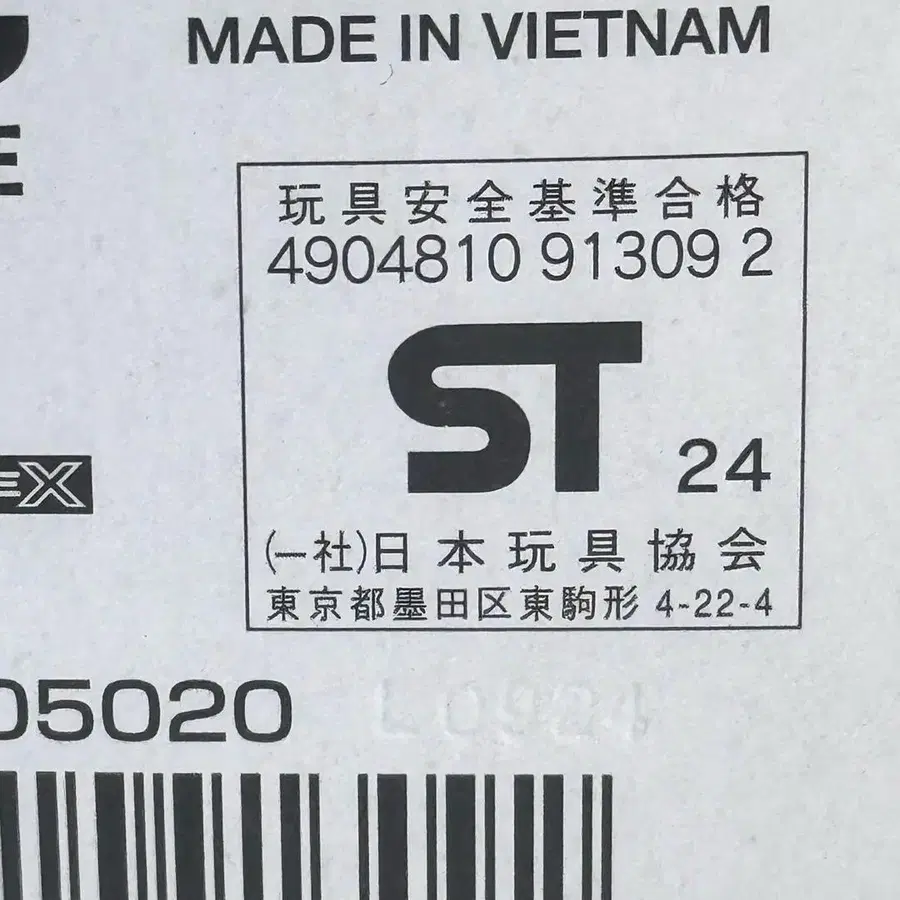 MADE IN VIETNAM
E
玩具安全基準合格
4904810 91309 2
ST 24
EX
(一社)日本玩具協会
東京都墨田区東駒形 4-22-4
05020